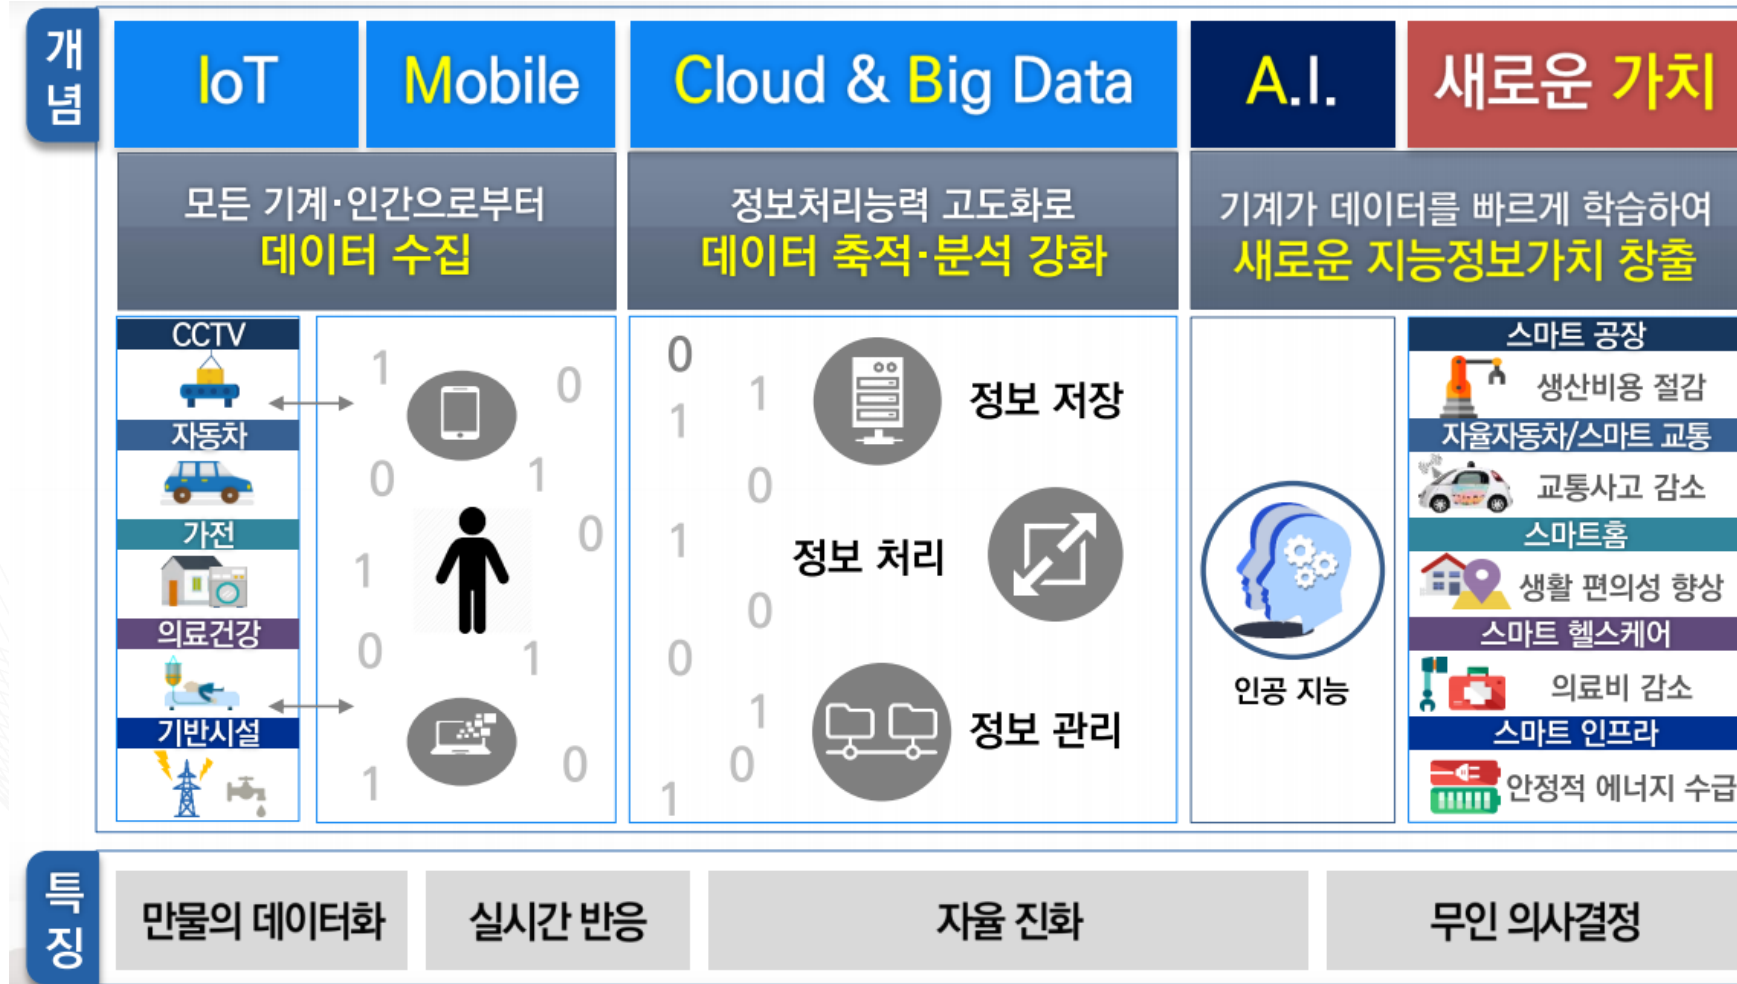 개념
IoT
Mobile
Cloud & Big Data
A.I.
새로운 가치
모든 기계·인간으로부터
데이터 수집
정보처리능력 고도화로
데이터 축적·분석 강화
기계가 데이터를 빠르게 학습하여
새로운 지능정보가치 창출
CCTV
자동차
가전
의료건강
기반시설
1
0
0
1
0
1
0
1
0
1
0
1
1
0
1
0
0
1
0
1
정보 저장
정보 처리
정보 관리
인공 지능
스마트 공장
생산비용 절감
자율자동차/스마트 교통
교통사고 감소
스마트홈
생활 편의성 향상
스마트 헬스케어
의료비 감소
스마트 인프라
안정적 에너지 수급
특징
만물의 데이터화
실시간 반응
자율 진화
무인 의사결정